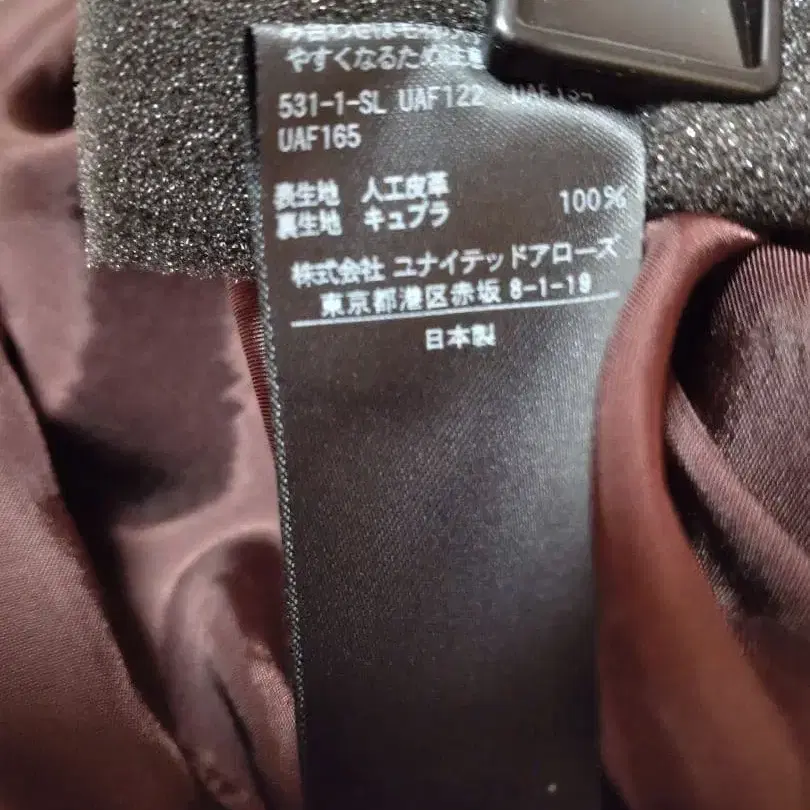 やすくなるため注意
531-1-SL UAF122
UAF165
表生地 人工皮革
裏生地 キュプラ 100%
株式会社 ユナイテッドアローズ
東京都港区赤坂 8-1-19
日本製